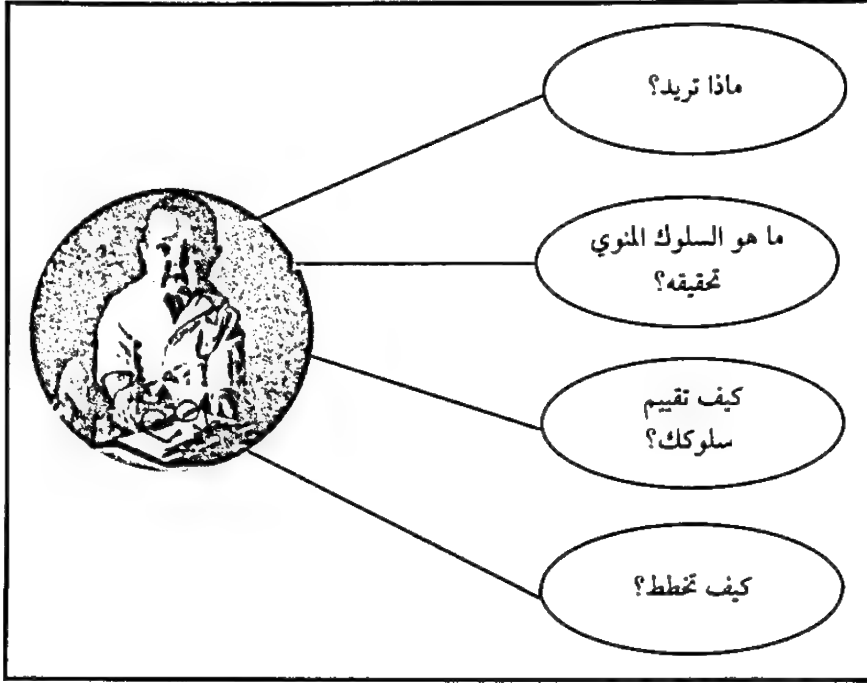 ماذا تريد؟
ما هو السلوك المنوي
تحقيقه؟
كيف تقييم
سلوكك؟
كيف تخطط؟